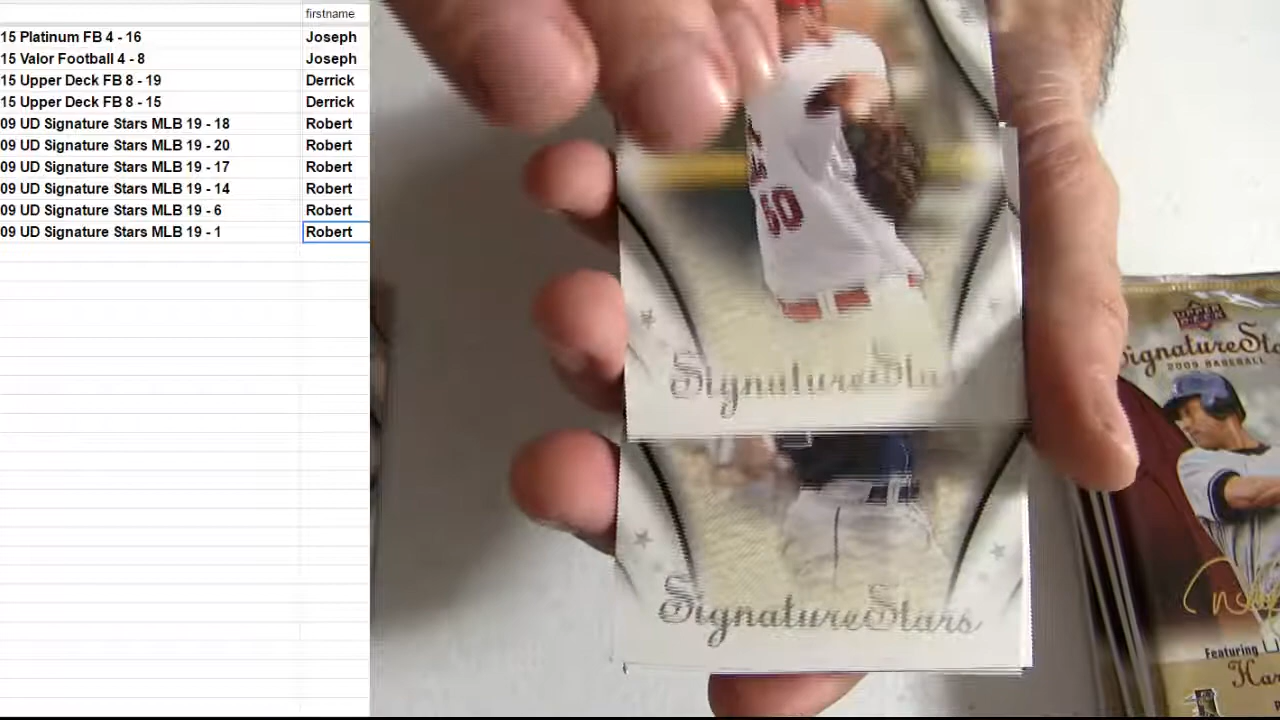 firstname
15 Platinum FB 4 - 16 Joseph
15 Valor Football 4 - 8 Joseph
15 Upper Deck FB 8 - 19 Derrick
15 Upper Deck FB 8 - 15 Derrick
09 UD Signature Stars MLB 19 - 18 Robert
09 UD Signature Stars MLB 19 - 20 Robert
09 UD Signature Stars MLB 19 - 17 Robert
09 UD Signature Stars MLB 19 - 14 Robert
09 UD Signature Stars MLB 19 - 6 Robert
09 UD Signature Stars MLB 19 - 1 Robert
50
SignatureStars
SignatureStars
UPPER DECK
SignatureSt
2009 BASEBALL
Featuring